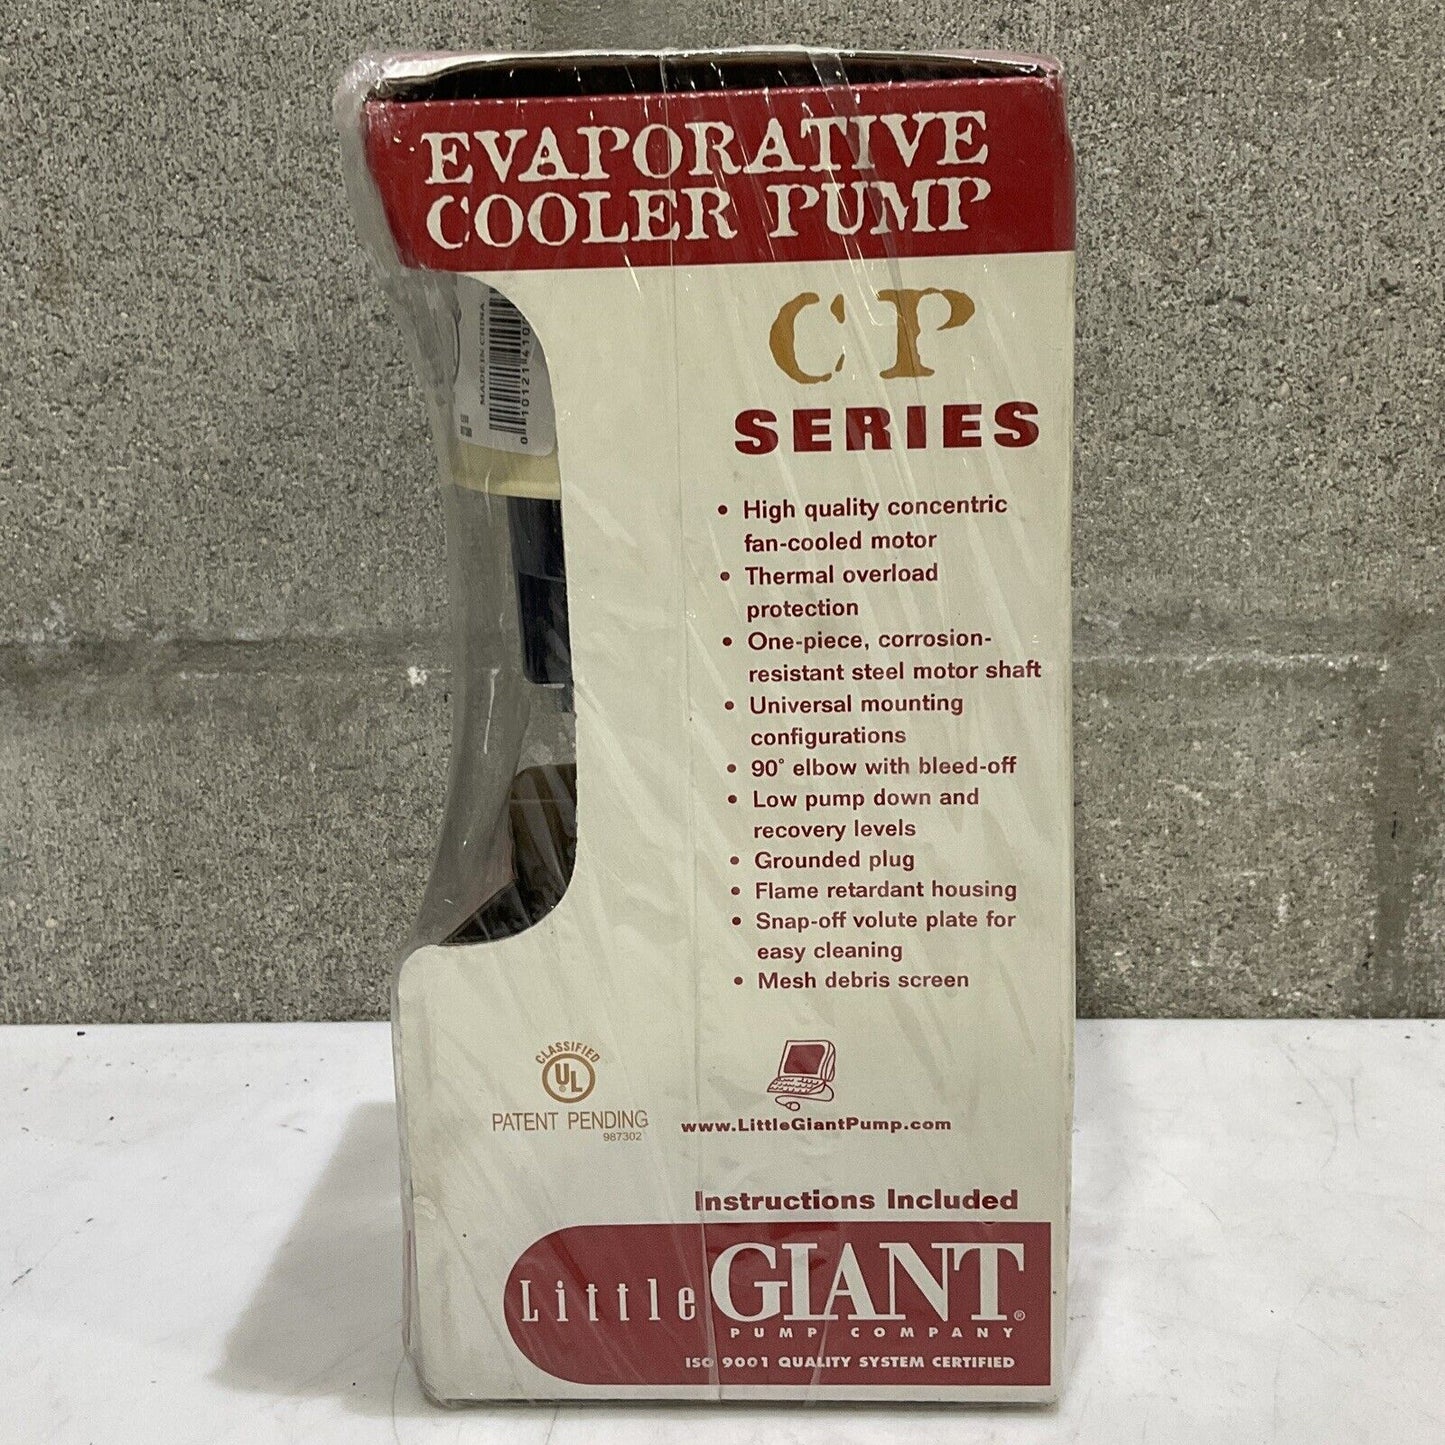 EVAPORATIVE
COOLER PUMP
MADE IN CHINA
CP
SERIES
• High quality concentric
fan-cooled motor
• Thermal overload
protection
• One-piece, corrosion-
resistant steel motor shaft
• Universal mounting
configurations
• 90° elbow with bleed-off
• Low pump down and
recovery levels
• Grounded plug
• Flame retardant housing
• Snap-off volute plate for
easy cleaning
• Mesh debris screen
CLASSIFIED
UL
PATENT PENDING
987302
www.LittleGiantPump.com
Instructions Included
Little GIANT®
PUMP COMPANY
ISO 9001 QUALITY SYSTEM CERTIFIED